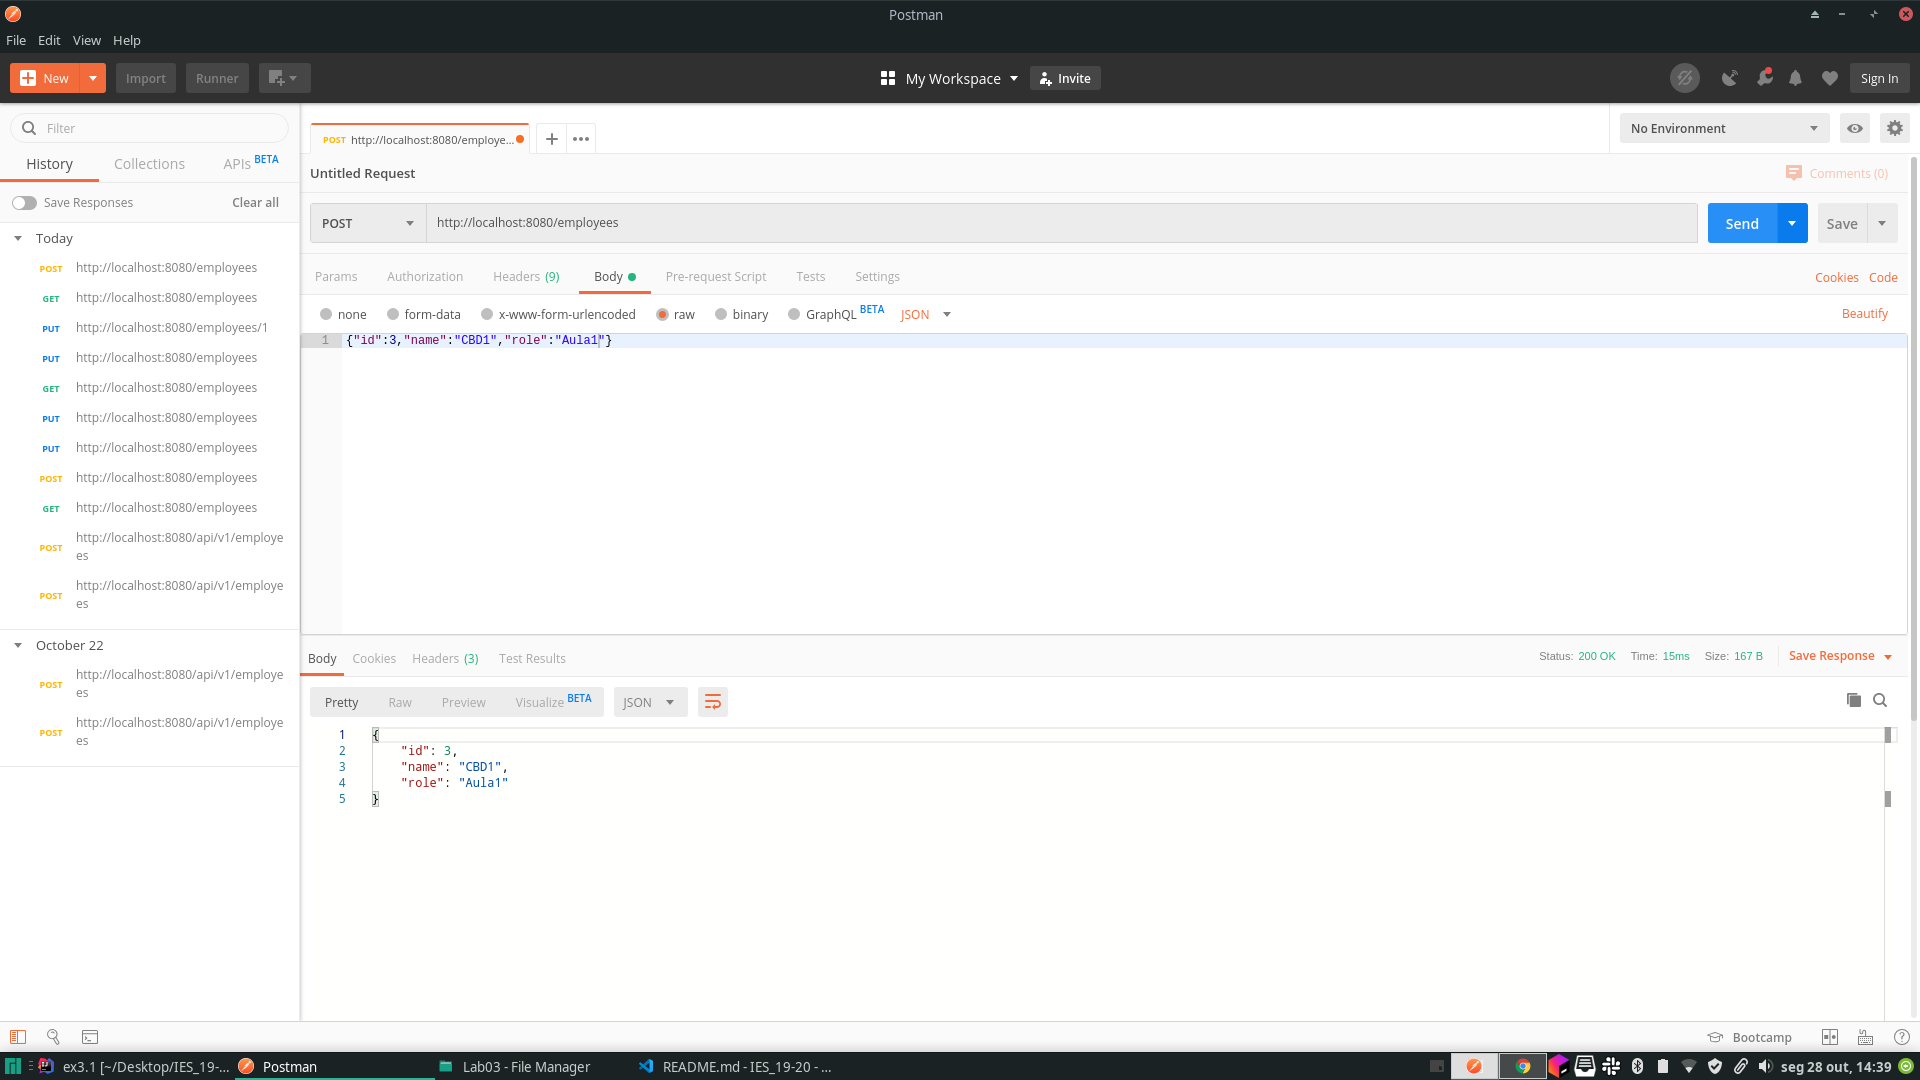 Postman
File Edit View Help
New Import Runner My Workspace Invite Sign In
Filter
History Collections APIs BETA
Save Responses Clear all
Today
POST http://localhost:8080/employees
GET http://localhost:8080/employees
PUT http://localhost:8080/employees/1
PUT http://localhost:8080/employees
GET http://localhost:8080/employees
PUT http://localhost:8080/employees
PUT http://localhost:8080/employees
POST http://localhost:8080/employees
GET http://localhost:8080/employees
POST http://localhost:8080/api/v1/employe
es
POST http://localhost:8080/api/v1/employe
es
October 22
POST http://localhost:8080/api/v1/employe
es
POST http://localhost:8080/api/v1/employe
es
POST http://localhost:8080/employe... No Environment
Untitled Request Comments (0)
POST http://localhost:8080/employees Send Save
Params Authorization Headers (9) Body Pre-request Script Tests Settings Cookies Code
none form-data x-www-form-urlencoded raw binary GraphQL BETA JSON Beautify
1 {"id":3,"name":"CBD1","role":"Aula1"}
Body Cookies Headers (3) Test Results Status: 200 OK Time: 15ms Size: 167 B Save Response
Pretty Raw Preview Visualize BETA JSON
1 {
2 "id": 3,
3 "name": "CBD1",
4 "role": "Aula1"
5 }
Bootcamp
ex3.1 [~/Desktop/IES_19-... Postman Lab03 - File Manager README.md - IES_19-20 - ... seg 28 out, 14:39